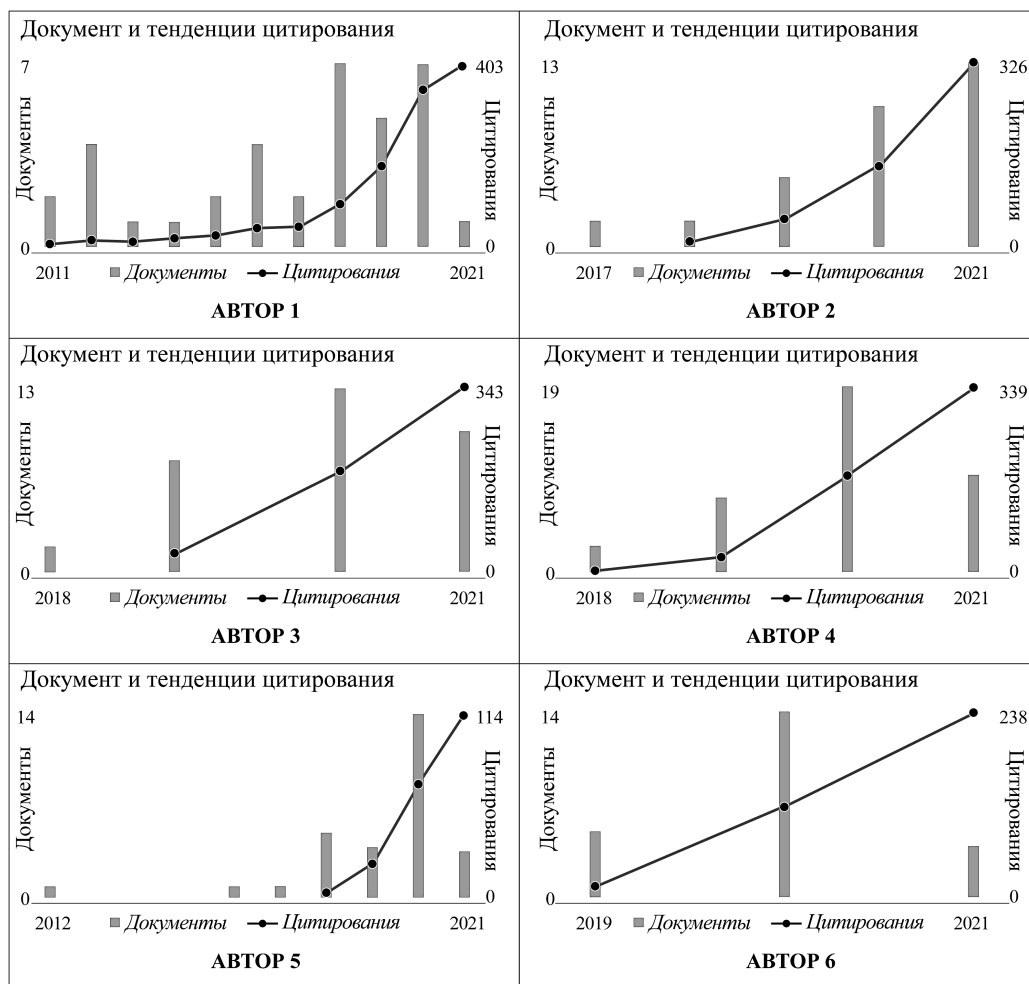 Документ и тенденции цитирования
7
403
Документы
Цитирования
0
0
2011
Документы
Цитирования
2021
АВТОР 1
Документ и тенденции цитирования
13
326
Документы
Цитирования
0
0
2017
Документы
Цитирования
2021
АВТОР 2
Документ и тенденции цитирования
13
343
Документы
Цитирования
0
0
2018
Документы
Цитирования
2021
АВТОР 3
Документ и тенденции цитирования
19
339
Документы
Цитирования
0
0
2018
Документы
Цитирования
2021
АВТОР 4
Документ и тенденции цитирования
14
114
Документы
Цитирования
0
0
2012
Документы
Цитирования
2021
АВТОР 5
Документ и тенденции цитирования
14
238
Документы
Цитирования
0
0
2019
Документы
Цитирования
2021
АВТОР 6